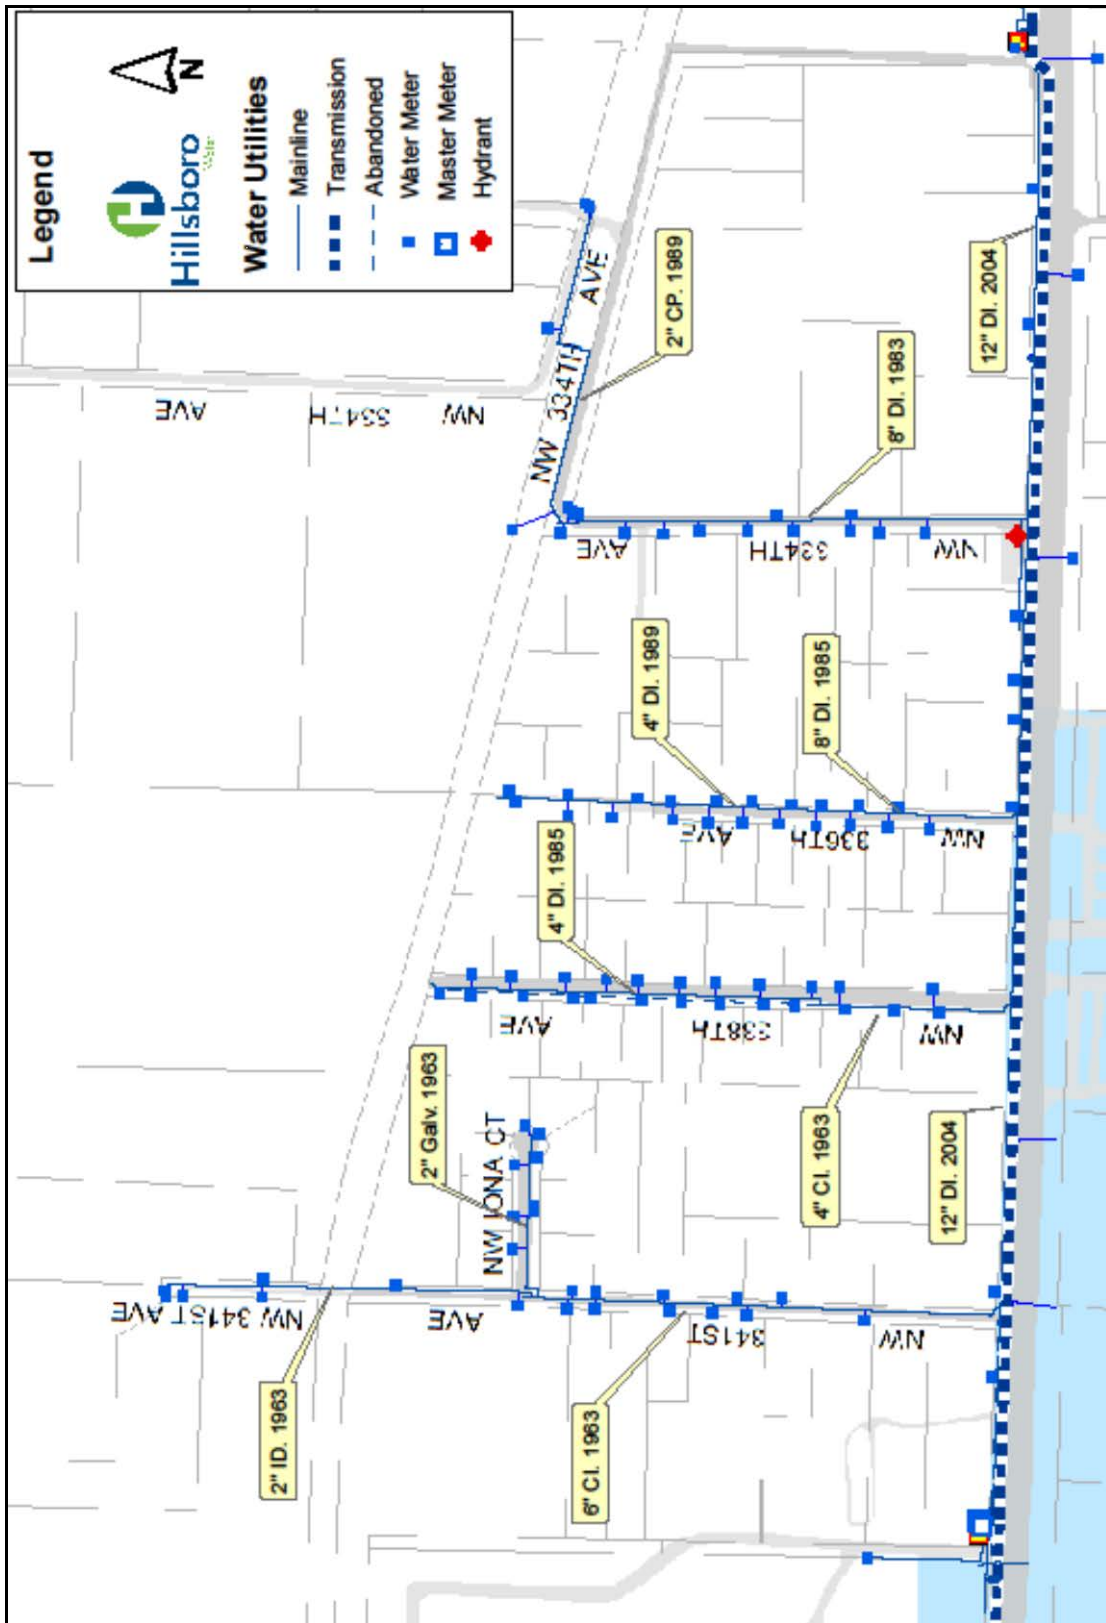 Legend
Hillsboro
Water
N
Water Utilities
Mainline
Transmission
Abandoned
Water Meter
Master Meter
Hydrant
2" ID. 1963
NW 341ST AVE
AVE
341ST
NW
6" CI. 1963
NW IONA CT
2" Galv. 1963
AVE
338TH
NW
4" DI. 1985
4" CI. 1963
12" DI. 2004
AVE
336TH
NW
4" DI. 1989
8" DI. 1985
AVE
334TH
NW
NW 334TH AVE
2" CP. 1989
AVE
334TH
NW
8" DI. 1983
12" DI. 2004